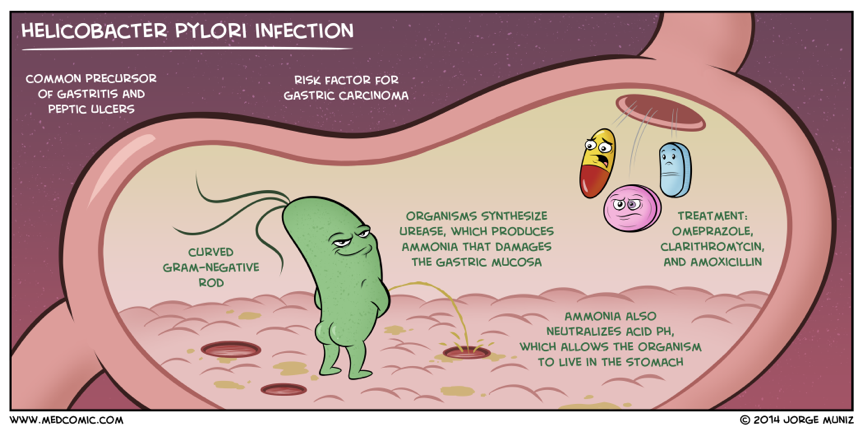 HELICOBACTER PYLORI INFECTION
COMMON PRECURSOR
OF GASTRITIS AND
PEPTIC ULCERS
RISK FACTOR FOR
GASTRIC CARCINOMA
CURVED
GRAM-NEGATIVE
ROD
ORGANISMS SYNTHESIZE
UREASE, WHICH PRODUCES
AMMONIA THAT DAMAGES
THE GASTRIC MUCOSA
TREATMENT:
OMEPRAZOLE,
CLARITHROMYCIN,
AND AMOXICILLIN
AMMONIA ALSO
NEUTRALIZES ACID PH,
WHICH ALLOWS THE ORGANISM
TO LIVE IN THE STOMACH
WWW.MEDCOMIC.COM
© 2014 JORGE MUNIZ